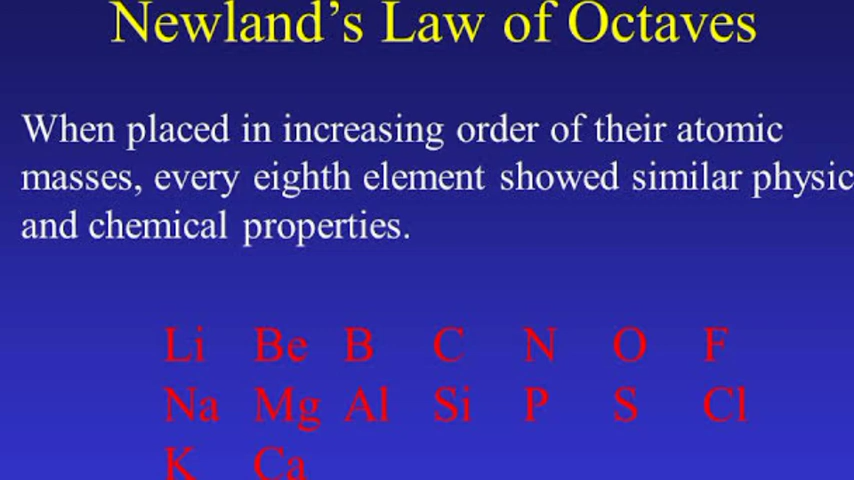 Newland's Law of Octaves
When placed in increasing order of their atomic
masses, every eighth element showed similar physic
and chemical properties.
Li Be B C N O F
Na Mg Al Si P S Cl
K Ca